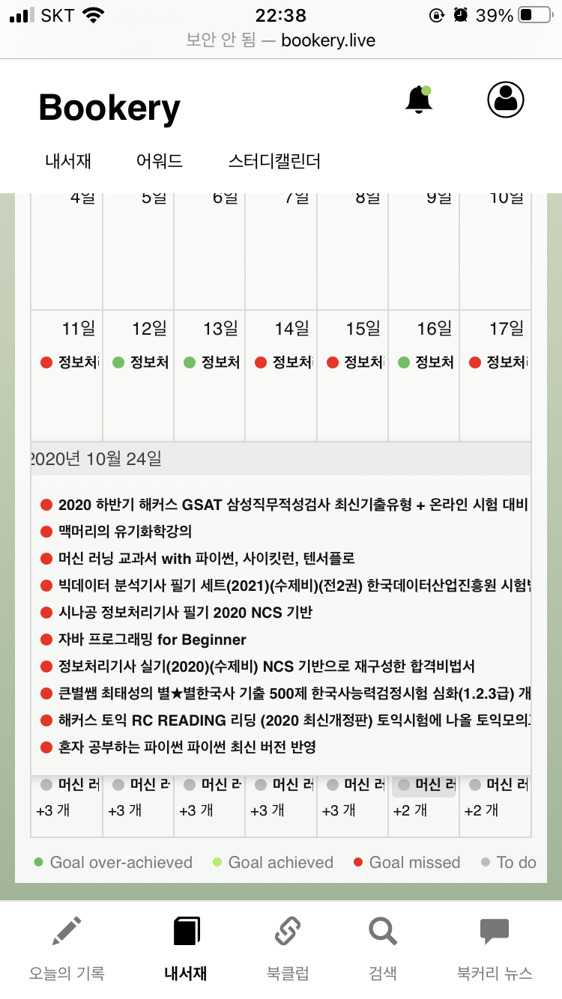 SKT 22:38 39%
보안 안 됨 — bookery.live
Bookery
내서재 어워드 스터디캘린더
4일 5일 6일 7일 8일 9일 10일
11일 12일 13일 14일 15일 16일 17일
정보처리 정보처 정보처 정보처 정보처 정보처 정보처
2020년 10월 24일
2020 하반기 해커스 GSAT 삼성직무적성검사 최신기출유형 + 온라인 시험 대비
맥머리의 유기화학강의
머신 러닝 교과서 with 파이썬, 사이킷런, 텐서플로
빅데이터 분석기사 필기 세트(2021)(수제비)(전2권) 한국데이터산업진흥원 시험
시나공 정보처리기사 필기 2020 NCS 기반
자바 프로그래밍 for Beginner
정보처리기사 실기(2020)(수제비) NCS 기반으로 재구성한 합격비법서
큰별쌤 최태성의 별★별한국사 기출 500제 한국사능력검정시험 심화(1.2.3급) 개
해커스 토익 RC READING 리딩 (2020 최신개정판) 토익시험에 나올 토익모의
혼자 공부하는 파이썬 파이썬 최신 버전 반영
머신 러 머신 러 머신 러 머신 러 머신 러 머신 러 머신 러
+3 개 +3 개 +3 개 +3 개 +3 개 +2 개 +2 개
Goal over-achieved Goal achieved Goal missed To do
오늘의 기록 내서재 북클럽 검색 북커리 뉴스